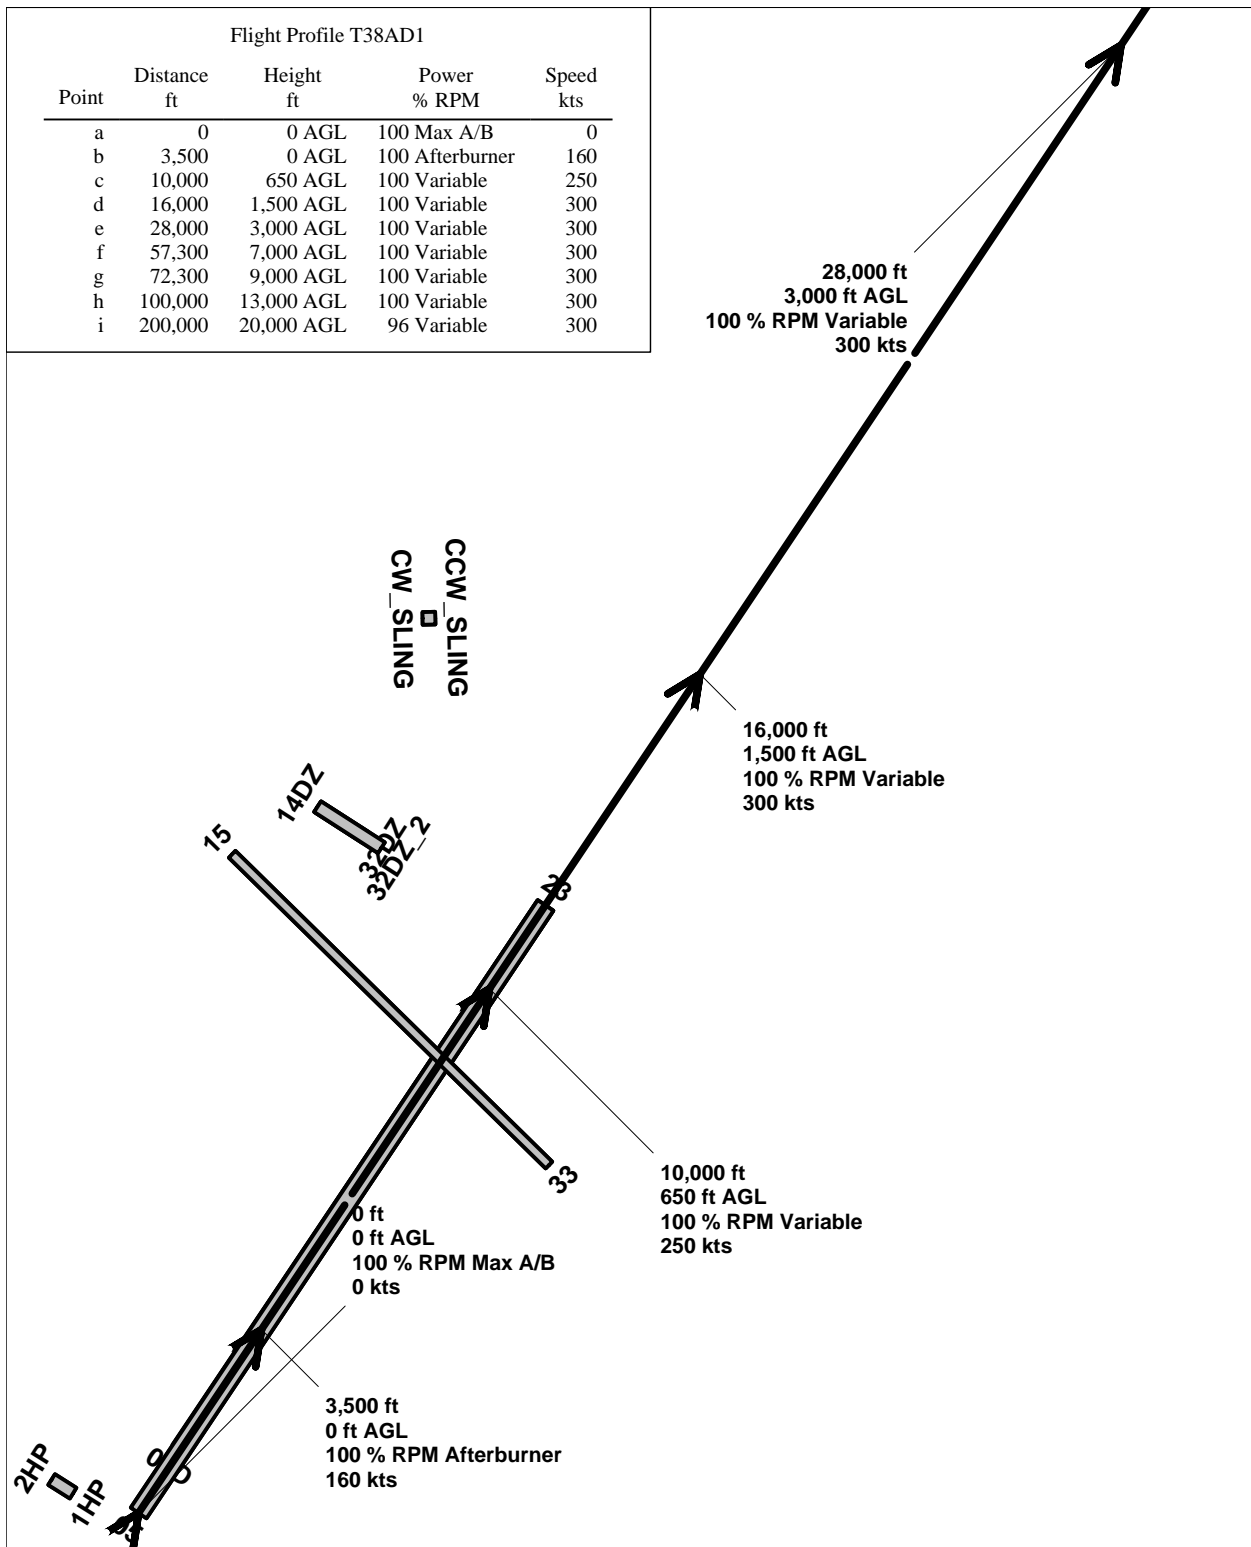 Flight Profile T38AD1
Distance Height Power Speed
Point ft ft % RPM kts
a 0 0 AGL 100 Max A/B 0
b 3,500 0 AGL 100 Afterburner 160
c 10,000 650 AGL 100 Variable 250
d 16,000 1,500 AGL 100 Variable 300
e 28,000 3,000 AGL 100 Variable 300
f 57,300 7,000 AGL 100 Variable 300
g 72,300 9,000 AGL 100 Variable 300
h 100,000 13,000 AGL 100 Variable 300
i 200,000 20,000 AGL 96 Variable 300
28,000 ft
3,000 ft AGL
100 % RPM Variable
300 kts
CCW_SLING
CW_SLING
16,000 ft
1,500 ft AGL
100 % RPM Variable
300 kts
14DZ
32DZ
32DZ_2
15
23
33
10,000 ft
650 ft AGL
100 % RPM Variable
250 kts
0 ft
0 ft AGL
100 % RPM Max A/B
0 kts
3,500 ft
0 ft AGL
100 % RPM Afterburner
160 kts
2HP
1HP